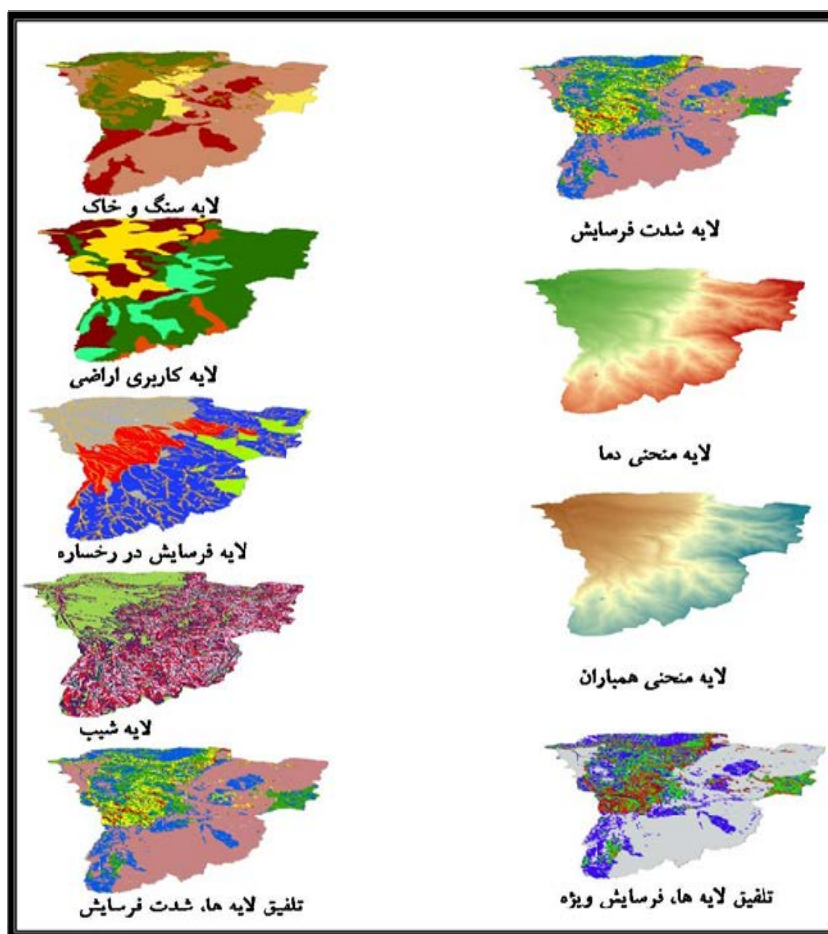 لایه سنگ و خاک
لایه شدت فرسایش
لایه کاربری اراضی
لایه منحنی دما
لایه فرسایش در رخساره
لایه منحنی همباران
لایه شیب
تلفیق لایه ها، شدت فرسایش
تلفیق لایه ها، فرسایش ویژه